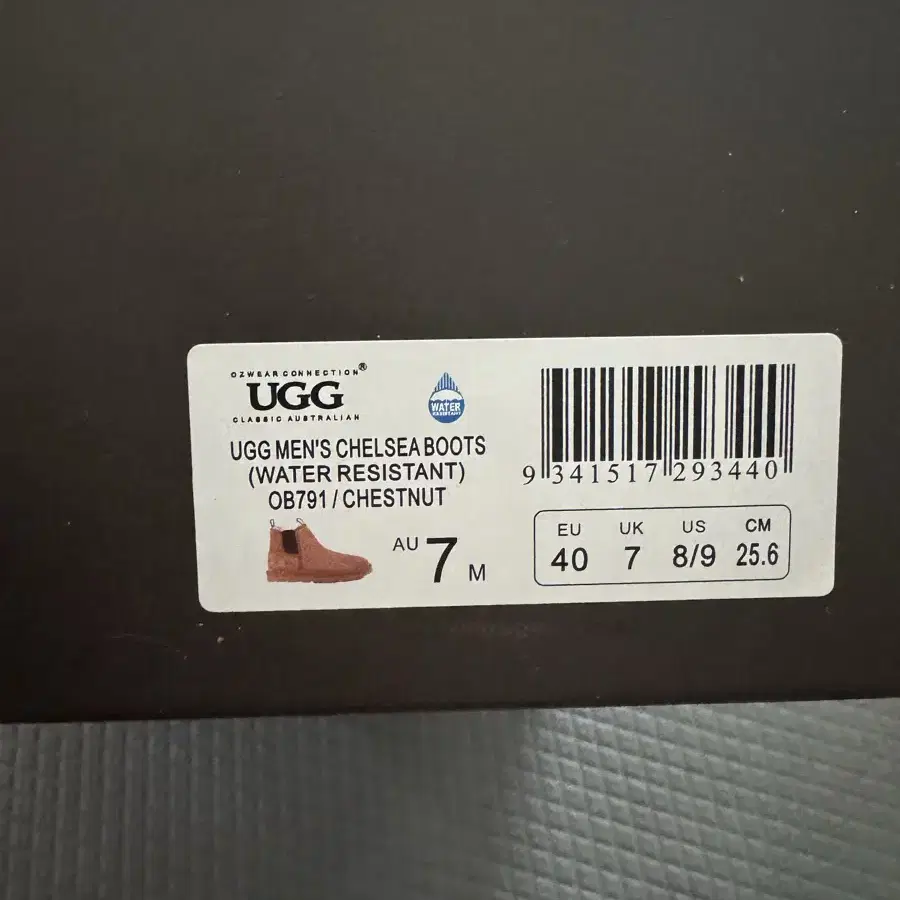 OZWEAR CONNECTION®
UGG
CLASSIC AUSTRALIAN
WATER
RESISTANT
UGG MEN'S CHELSEA BOOTS
(WATER RESISTANT)
OB791 / CHESTNUT
AU 7 M
9 341517 293440
EU UK US CM
40 7 8/9 25.6